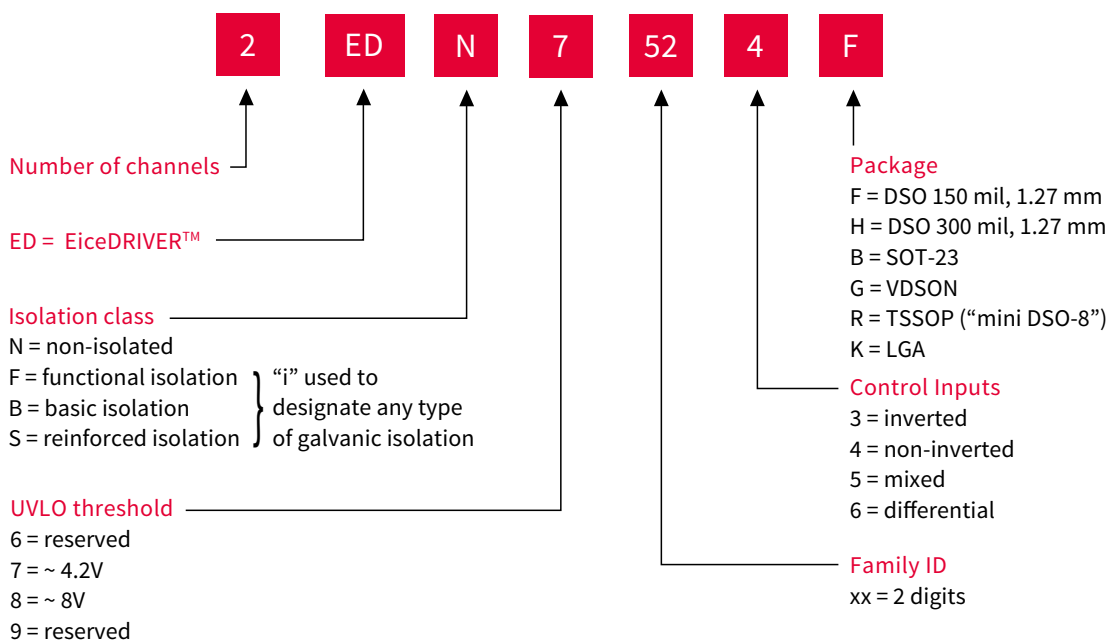 2 ED N 7 52 4 F
Number of channels
ED = EiceDRIVER™
Isolation class
N = non-isolated
F = functional isolation
B = basic isolation
S = reinforced isolation
} “i” used to
designate any type
of galvanic isolation
UVLO threshold
6 = reserved
7 = ~ 4.2V
8 = ~ 8V
9 = reserved
Package
F = DSO 150 mil, 1.27 mm
H = DSO 300 mil, 1.27 mm
B = SOT-23
G = VDSON
R = TSSOP (“mini DSO-8”)
K = LGA
Control Inputs
3 = inverted
4 = non-inverted
5 = mixed
6 = differential
Family ID
xx = 2 digits